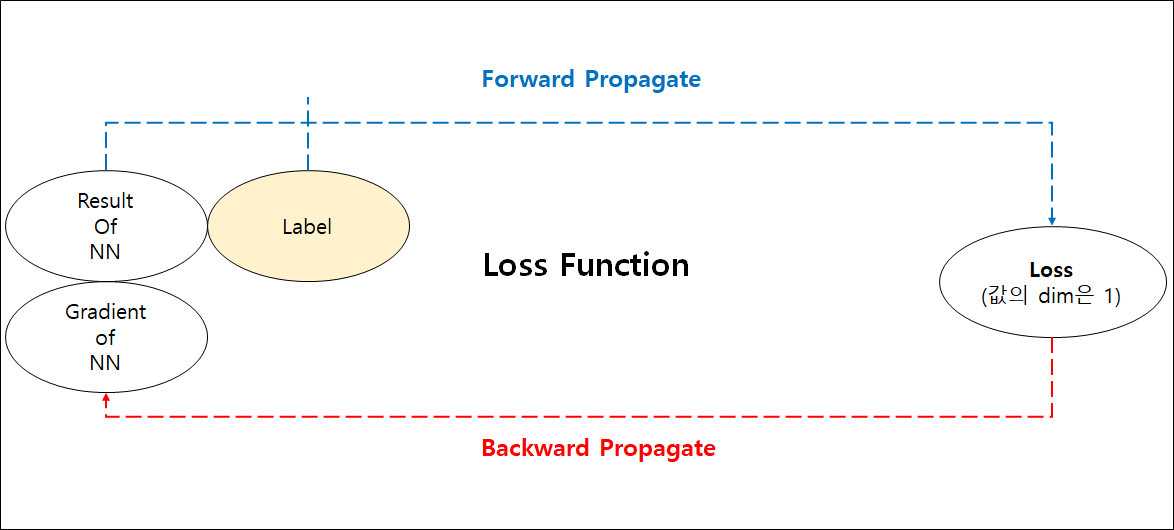 Forward Propagate
Result
Of
NN
Label
Loss Function
Loss
(값의 dim은 1)
Gradient
of
NN
Backward Propagate